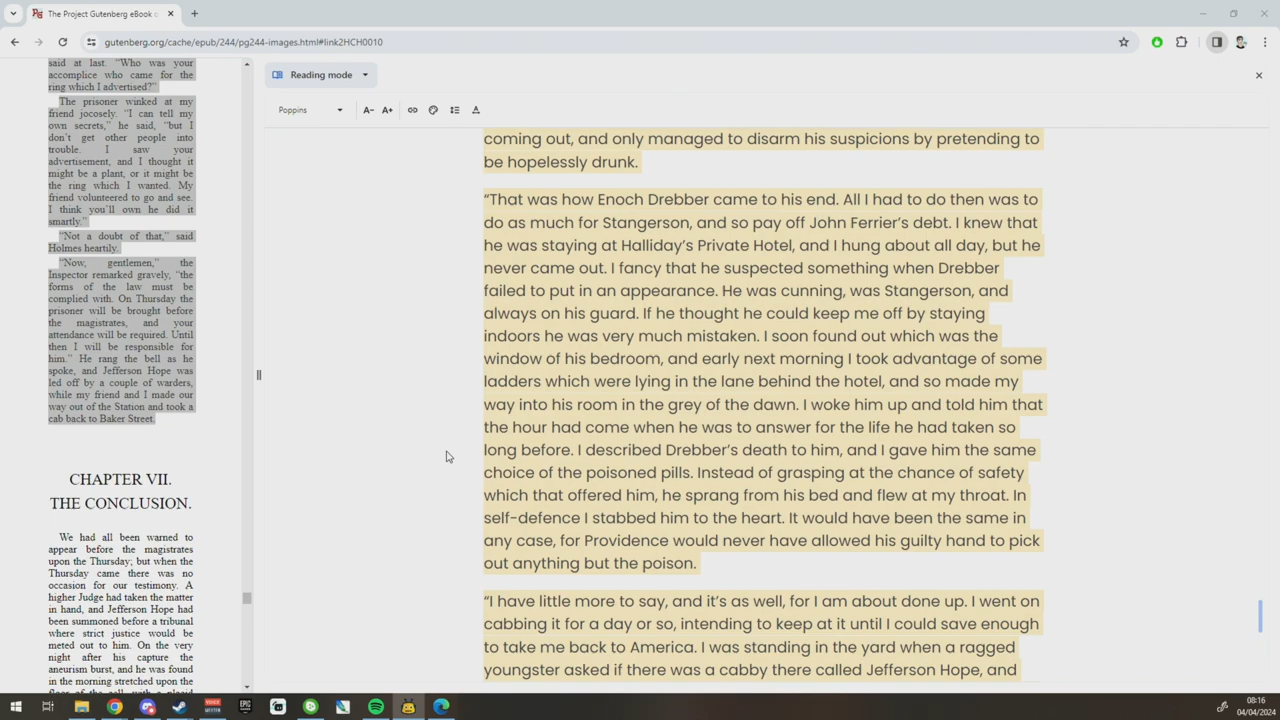 The Project Gutenberg eBook o
gutenberg.org/cache/epub/244/pg244-images.html#link2HCH0010
said at last. “Who was your
accomplice who came for the
ring which I advertised?”
The prisoner winked at my
friend jocosely. “I can tell my
own secrets,” he said, “but I
don’t get other people into
trouble. I saw your
advertisement, and I thought it
might be a plant, or it might be
the ring which I wanted. My
friend volunteered to go and see.
I think you’ll own he did it
smartly.”
“Not a doubt of that,” said
Holmes heartily.
“Now, gentlemen,” the
Inspector remarked gravely, “the
forms of the law must be
complied with. On Thursday the
prisoner will be brought before
the magistrates, and your
attendance will be required. Until
then I will be responsible for
him.” He rang the bell as he
spoke, and Jefferson Hope was
led off by a couple of warders,
while my friend and I made our
way out of the Station and took a
cab back to Baker Street.
CHAPTER VII.
THE CONCLUSION.
We had all been warned to
appear before the magistrates
upon the Thursday; but when the
Thursday came there was no
occasion for our testimony. A
higher Judge had taken the matter
in hand, and Jefferson Hope had
been summoned before a tribunal
where strict justice would be
meted out to him. On the very
night after his capture the
aneurism burst, and he was found
in the morning stretched upon the
floor of the cell, with a placid
Reading mode
Poppins
A- A+
coming out, and only managed to disarm his suspicions by pretending to
be hopelessly drunk.
“That was how Enoch Drebber came to his end. All I had to do then was to
do as much for Stangerson, and so pay off John Ferrier’s debt. I knew that
he was staying at Halliday’s Private Hotel, and I hung about all day, but he
never came out. I fancy that he suspected something when Drebber
failed to put in an appearance. He was cunning, was Stangerson, and
always on his guard. If he thought he could keep me off by staying
indoors he was very much mistaken. I soon found out which was the
window of his bedroom, and early next morning I took advantage of some
ladders which were lying in the lane behind the hotel, and so made my
way into his room in the grey of the dawn. I woke him up and told him that
the hour had come when he was to answer for the life he had taken so
long before. I described Drebber’s death to him, and I gave him the same
choice of the poisoned pills. Instead of grasping at the chance of safety
which that offered him, he sprang from his bed and flew at my throat. In
self-defence I stabbed him to the heart. It would have been the same in
any case, for Providence would never have allowed his guilty hand to pick
out anything but the poison.
“I have little more to say, and it’s as well, for I am about done up. I went on
cabbing it for a day or so, intending to keep at it until I could save enough
to take me back to America. I was standing in the yard when a ragged
youngster asked if there was a cabby there called Jefferson Hope, and
EPIC
08:16
04/04/2024